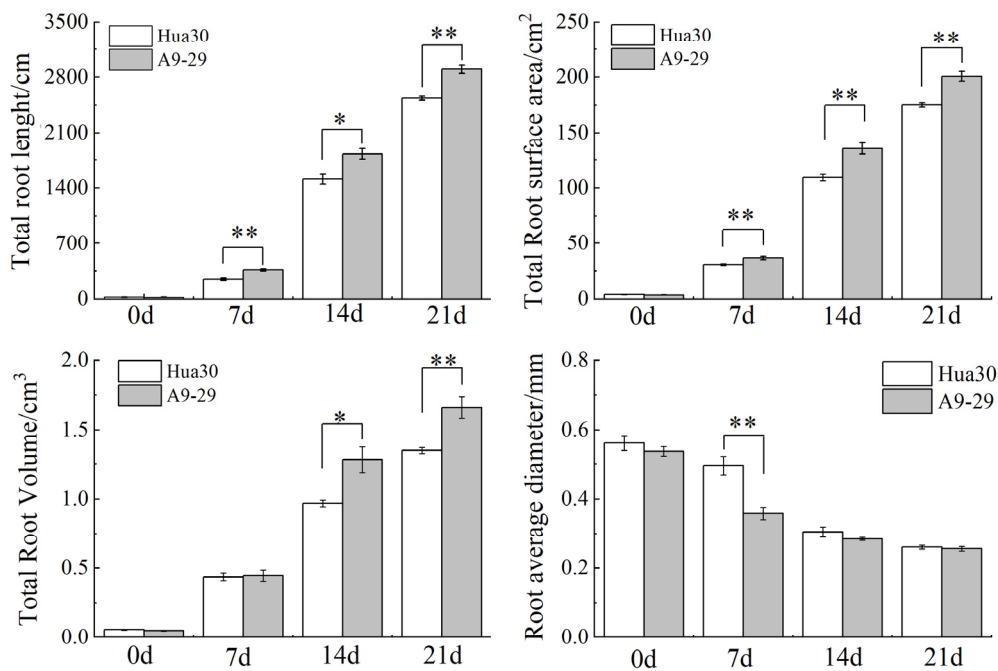 Total root lenght/cm
3500
2800
2100
1400
700
0
Hua30
A9-29
**
*
**
0d 7d 14d 21d
Total Root surface area/cm²
250
200
150
100
50
0
Hua30
A9-29
**
**
**
0d 7d 14d 21d
Total Root Volume/cm³
2.0
1.5
1.0
0.5
0.0
Hua30
A9-29
*
**
0d 7d 14d 21d
Root average diameter/mm
0.8
0.6
0.4
0.2
0.0
Hua30
A9-29
**
0d 7d 14d 21d